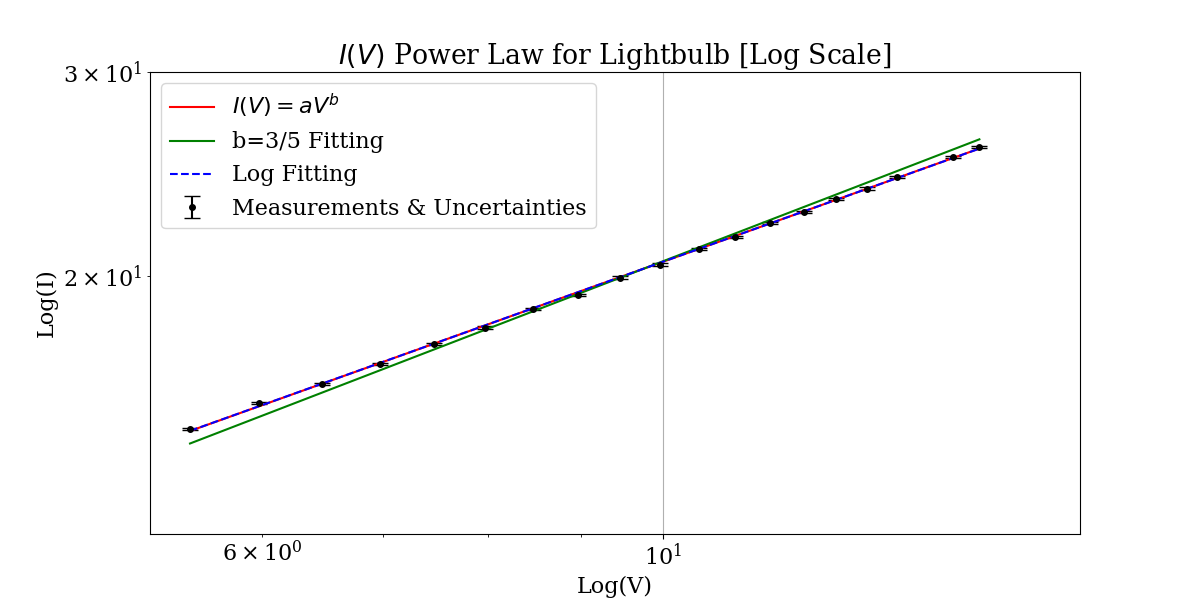 I(V) Power Law for Lightbulb [Log Scale]
3 × 10¹
I(V) = aVᵇ
b=3/5 Fitting
Log Fitting
Measurements & Uncertainties
2 × 10¹
Log(I)
6 × 10⁰
10¹
Log(V)